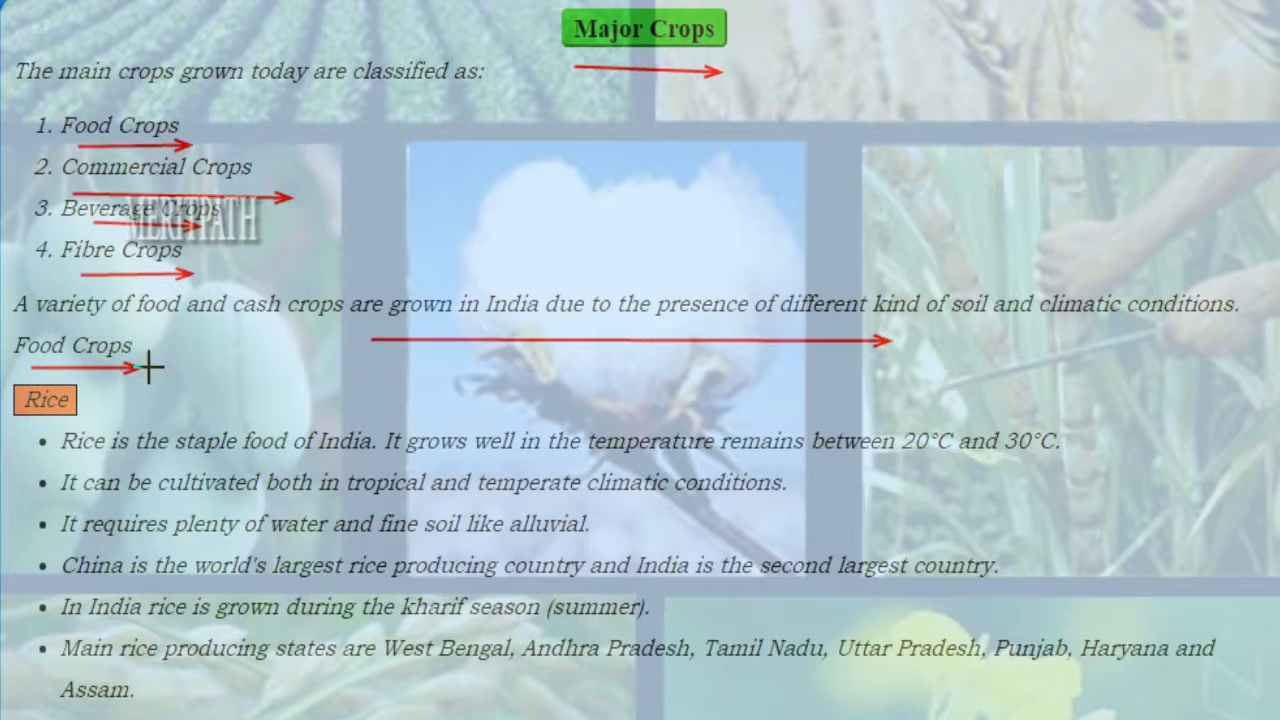 Major Crops
The main crops grown today are classified as:
1. Food Crops
2. Commercial Crops
3. Beverage Crops
MERITPATH
4. Fibre Crops
A variety of food and cash crops are grown in India due to the presence of different kind of soil and climatic conditions.
Food Crops
Rice
• Rice is the staple food of India. It grows well in the temperature remains between 20°C and 30°C.
• It can be cultivated both in tropical and temperate climatic conditions.
• It requires plenty of water and fine soil like alluvial.
• China is the world's largest rice producing country and India is the second largest country.
• In India rice is grown during the kharif season (summer).
• Main rice producing states are West Bengal, Andhra Pradesh, Tamil Nadu, Uttar Pradesh, Punjab, Haryana and
Assam.